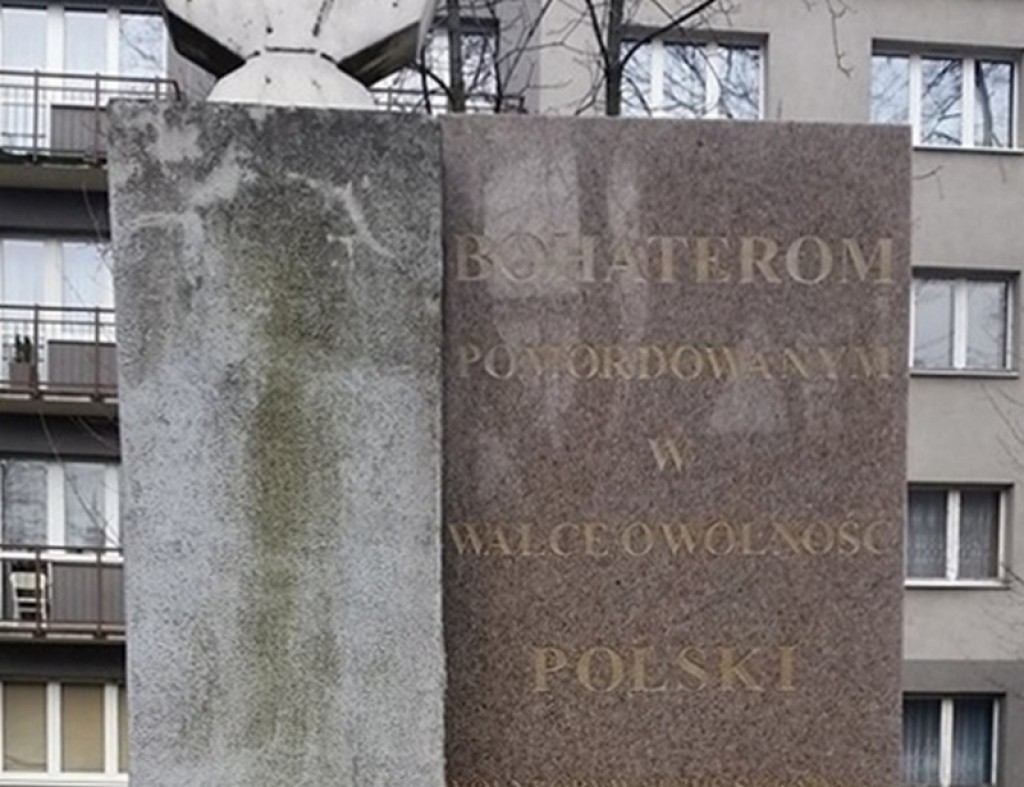 BOHATEROM
POMORDOWANYM
W
WALCE O WOLNOŚĆ
POLSKI